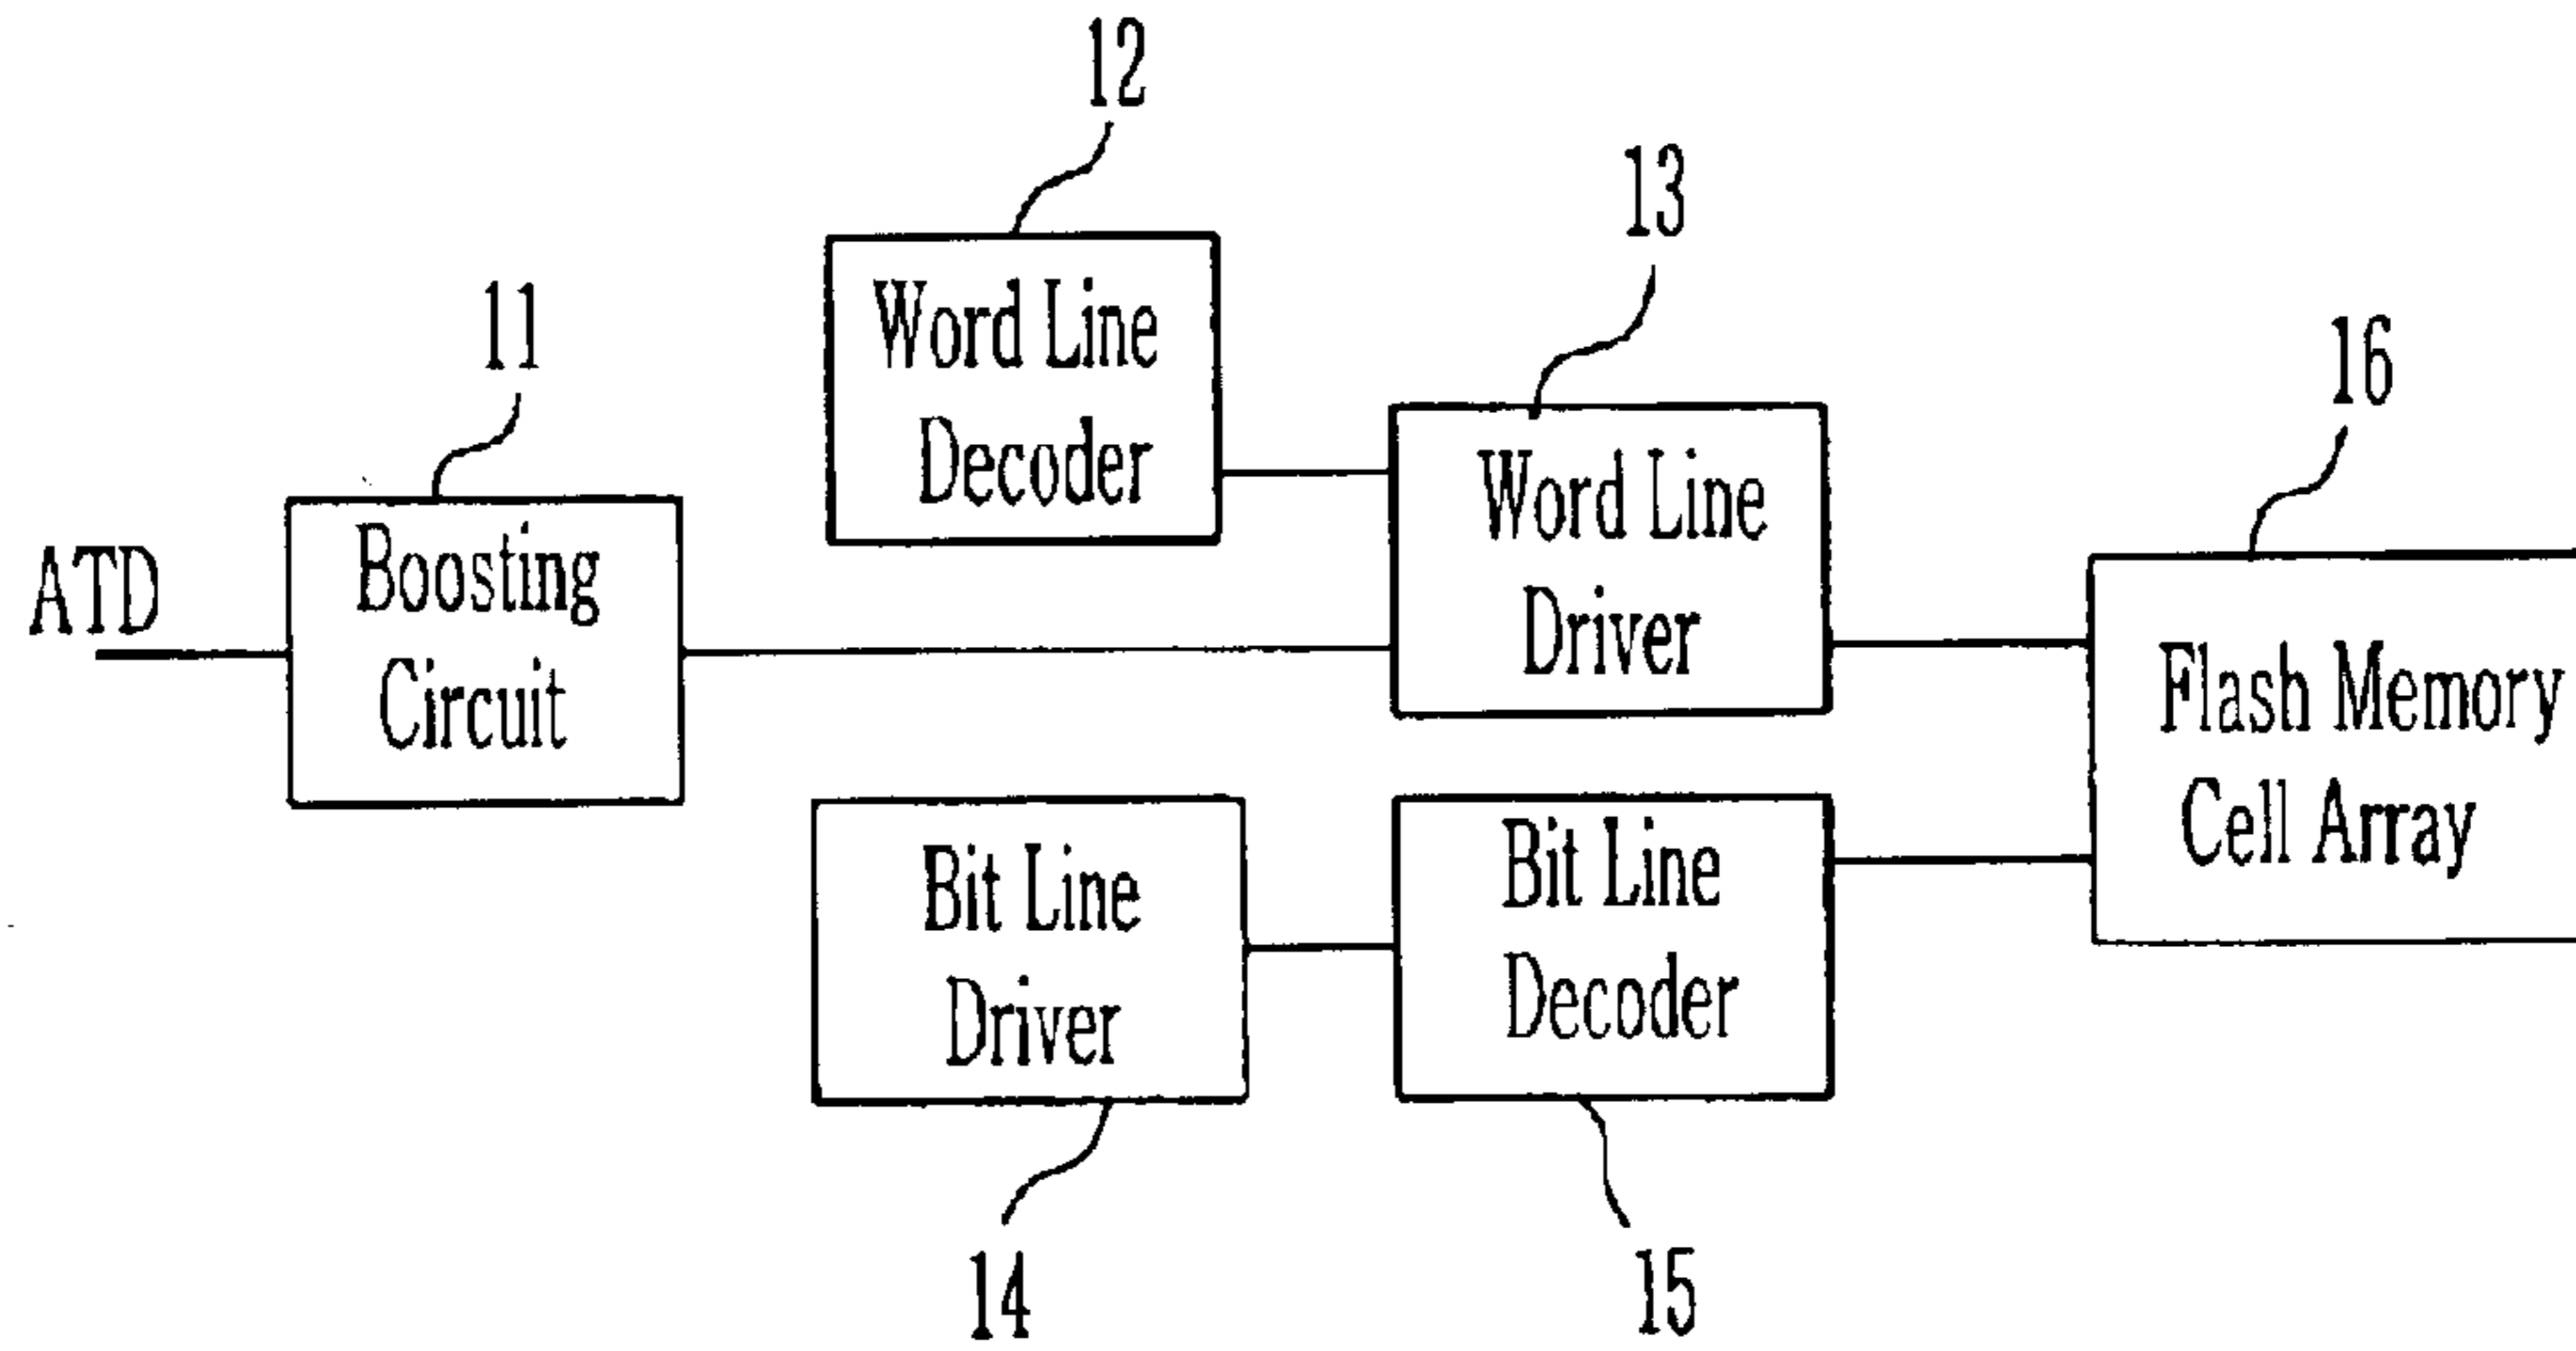 12
Word Line
Decoder
13
Word Line
Driver
11
ATD
Boosting
Circuit
16
Flash Memory
Cell Array
Bit Line
Driver
14
Bit Line
Decoder
15